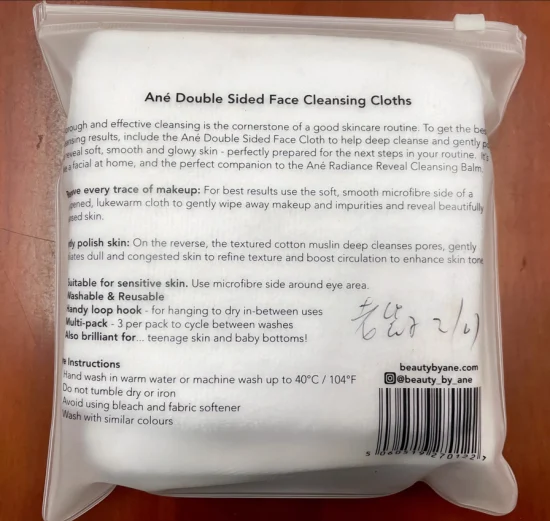 Ané Double Sided Face Cleansing Cloths
and effective cleansing is the cornerstone of a good skincare routine. To get the
results, include the Ané Double Sided Face Cloth to help deep cleanse and gently
reveal soft, smooth and glowy skin - perfectly prepared for the next steps in your routine. It's
a facial at home, and the perfect companion to the Ané Radiance Reveal Cleansing Balm.
every trace of makeup: For best results use the soft, smooth microfibre side of a
lukewarm cloth to gently wipe away makeup and impurities and reveal beautifully
skin.
polish skin: On the reverse, the textured cotton muslin deep cleanses pores, gently
dull and congested skin to refine texture and boost circulation to enhance skin tone
Suitable for sensitive skin. Use microfibre side around eye area.
Washable & Reusable
Handy loop hook - for hanging to dry in-between uses
Multi-pack - 3 per pack to cycle between washes
Also brilliant for... teenage skin and baby bottoms!
Instructions
Hand wash in warm water or machine wash up to 40°C / 104°F
Do not tumble dry or iron
Avoid using bleach and fabric softener
Wash with similar colours
beautybyane.com
@beauty_by_ane